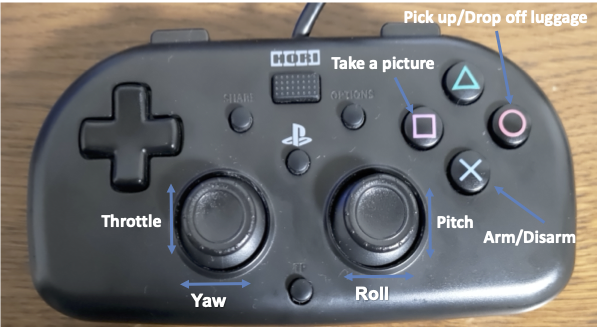 Pick up/Drop off luggage
HORI
Take a picture
SHARE
OPTIONS
Throttle
Pitch
Arm/Disarm
Yaw
Roll